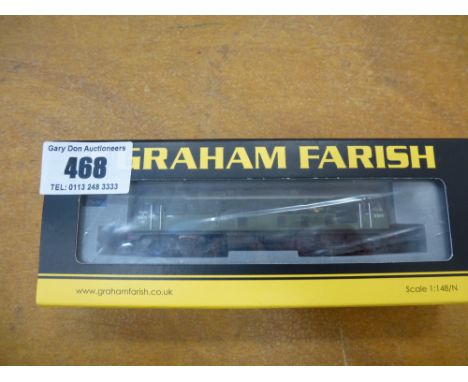 Gary Don Auctioneers
468
TEL: 0113 248 3333
GRAHAM FARISH
www.grahamfarish.co.uk
Scale 1:148/N